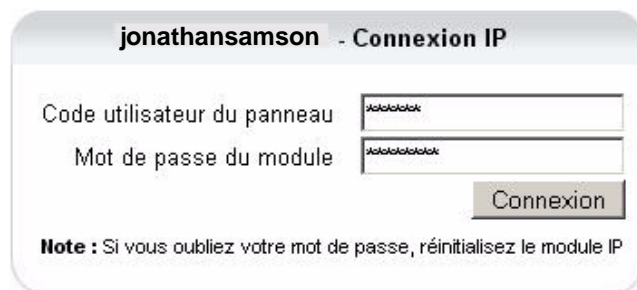 jonathansamson - Connexion IP
Code utilisateur du panneau *******
Mot de passe du module *********
Connexion
Note : Si vous oubliez votre mot de passe, réinitialisez le module IP